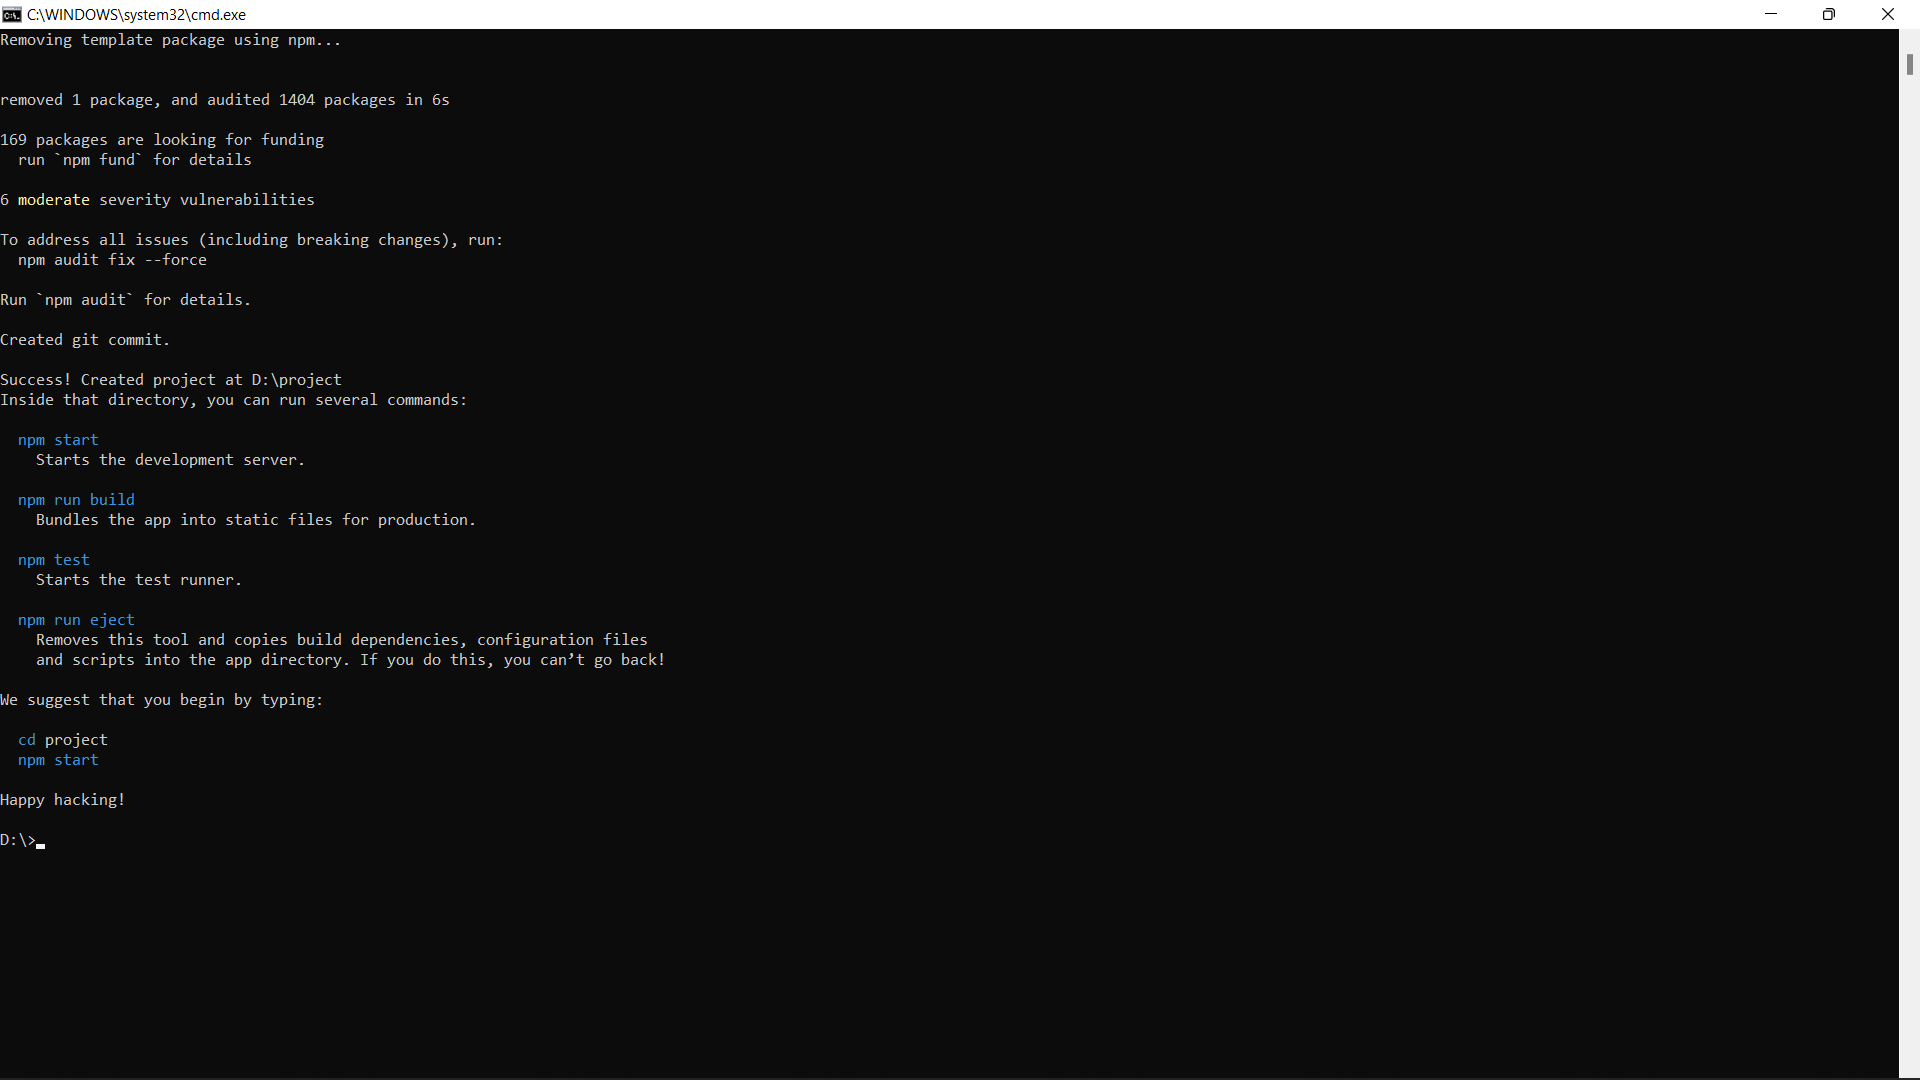 C:\WINDOWS\system32\cmd.exe
Removing template package using npm...
removed 1 package, and audited 1404 packages in 6s
169 packages are looking for funding
run `npm fund` for details
6 moderate severity vulnerabilities
To address all issues (including breaking changes), run:
npm audit fix --force
Run `npm audit` for details.
Created git commit.
Success! Created project at D:\project
Inside that directory, you can run several commands:
npm start
Starts the development server.
npm run build
Bundles the app into static files for production.
npm test
Starts the test runner.
npm run eject
Removes this tool and copies build dependencies, configuration files
and scripts into the app directory. If you do this, you can’t go back!
We suggest that you begin by typing:
cd project
npm start
Happy hacking!
D:\>